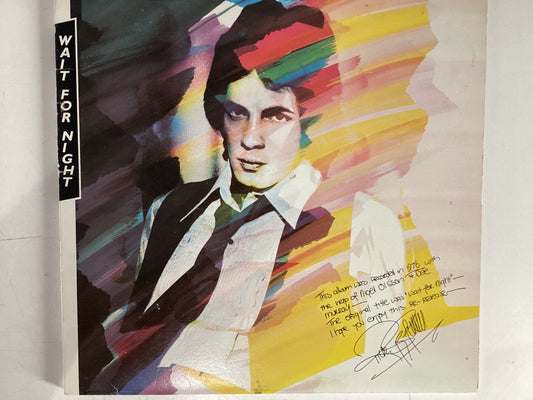 WAIT FOR NIGHT
This album was recorded in 1976 with
the help of Nigel Olsson & Dee
Murray
The original title was "Wait for Night"
I hope you enjoy this re-release